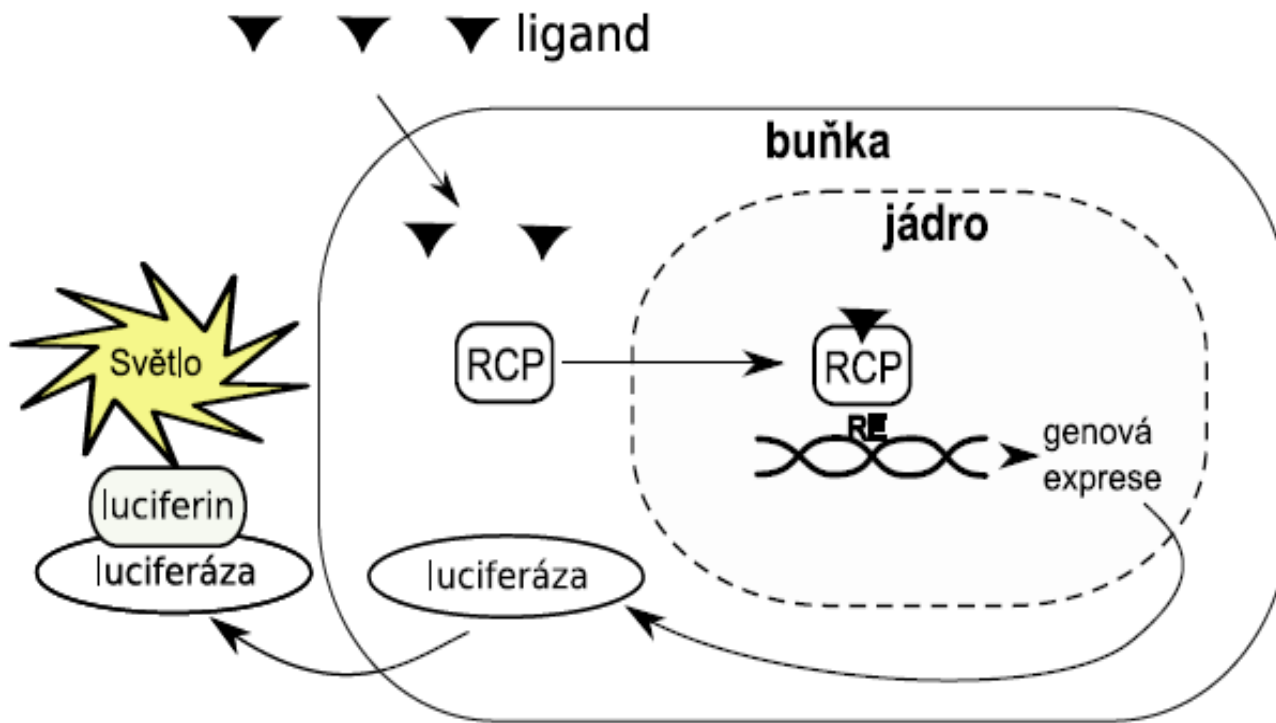 ligand
buňka
jádro
Světlo
RCP
RCP
RE
genová
exprese
luciferin
luciferáza
luciferáza